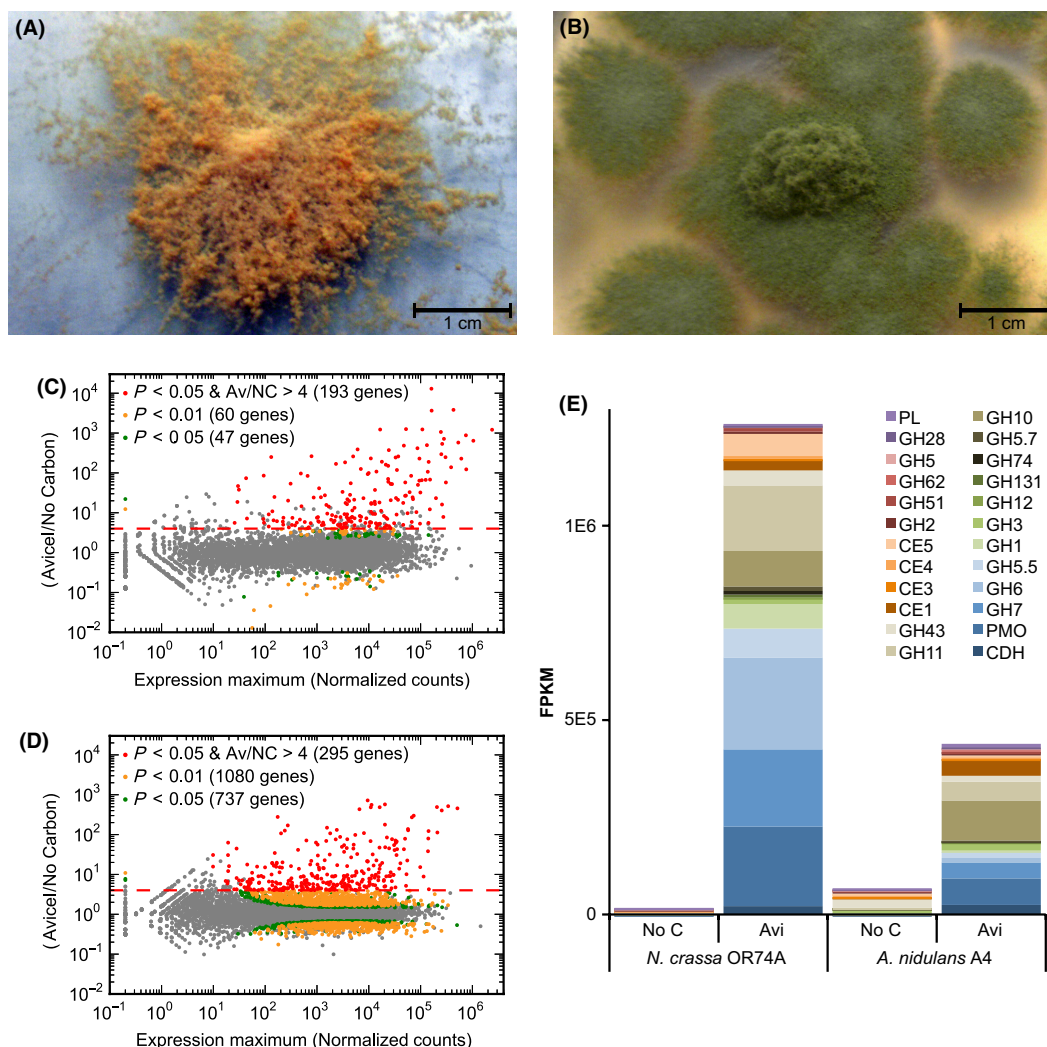 (A)
1 cm
(B)
1 cm
(C)
P < 0.05 & Av/NC > 4 (193 genes)
P < 0.01 (60 genes)
P < 0 05 (47 genes)
(Avicel/No Carbon)
10^4
10^3
10^2
10^1
10^0
10^-1
10^-2
10^-1 10^0 10^1 10^2 10^3 10^4 10^5 10^6
Expression maximum (Normalized counts)
(D)
P < 0.05 & Av/NC > 4 (295 genes)
P < 0.01 (1080 genes)
P < 0.05 (737 genes)
(Avicel/No Carbon)
10^4
10^3
10^2
10^1
10^0
10^-1
10^-2
10^-1 10^0 10^1 10^2 10^3 10^4 10^5 10^6
Expression maximum (Normalized counts)
(E)
FPKM
1E6
5E5
0
PL
GH28
GH5
GH62
GH51
GH2
CE5
CE4
CE3
CE1
GH43
GH11
GH10
GH5.7
GH74
GH131
GH12
GH3
GH1
GH5.5
GH6
GH7
PMO
CDH
No C Avi No C Avi
N. crassa OR74A A. nidulans A4